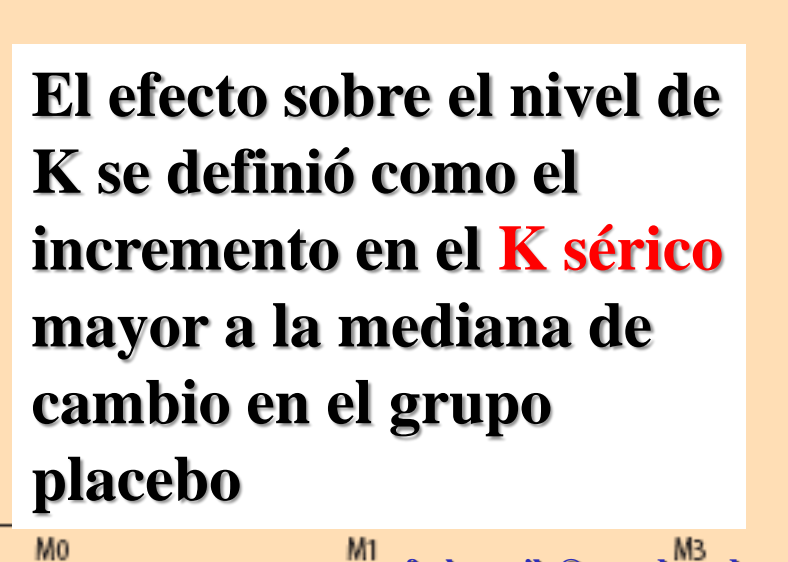 El efecto sobre el nivel de
K se definió como el
incremento en el K sérico
mayor a la mediana de
cambio en el grupo
placebo
M0 M1 M3